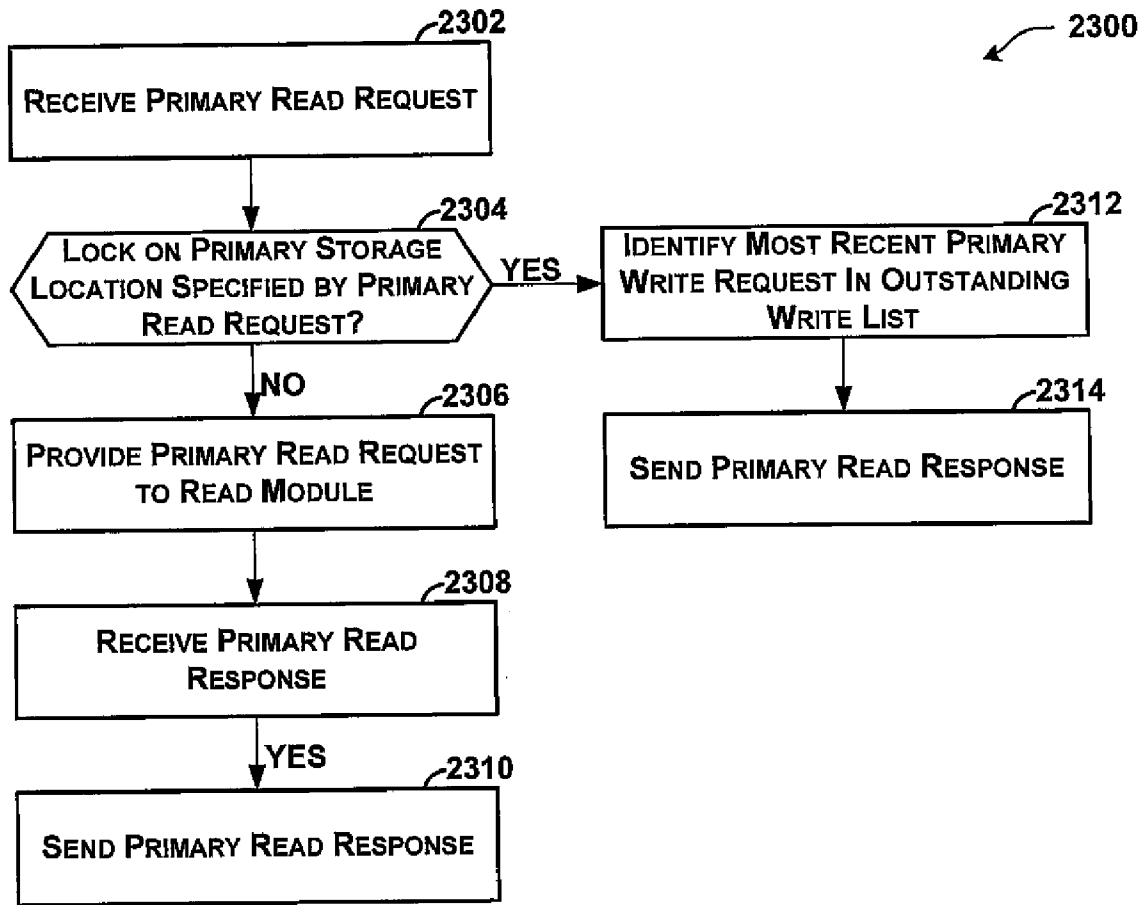 2302
2300
RECEIVE PRIMARY READ REQUEST
2304
LOCK ON PRIMARY STORAGE
LOCATION SPECIFIED BY PRIMARY
READ REQUEST?
YES
2312
IDENTIFY MOST RECENT PRIMARY
WRITE REQUEST IN OUTSTANDING
WRITE LIST
NO
2306
PROVIDE PRIMARY READ REQUEST
TO READ MODULE
2314
SEND PRIMARY READ RESPONSE
2308
RECEIVE PRIMARY READ
RESPONSE
YES
2310
SEND PRIMARY READ RESPONSE